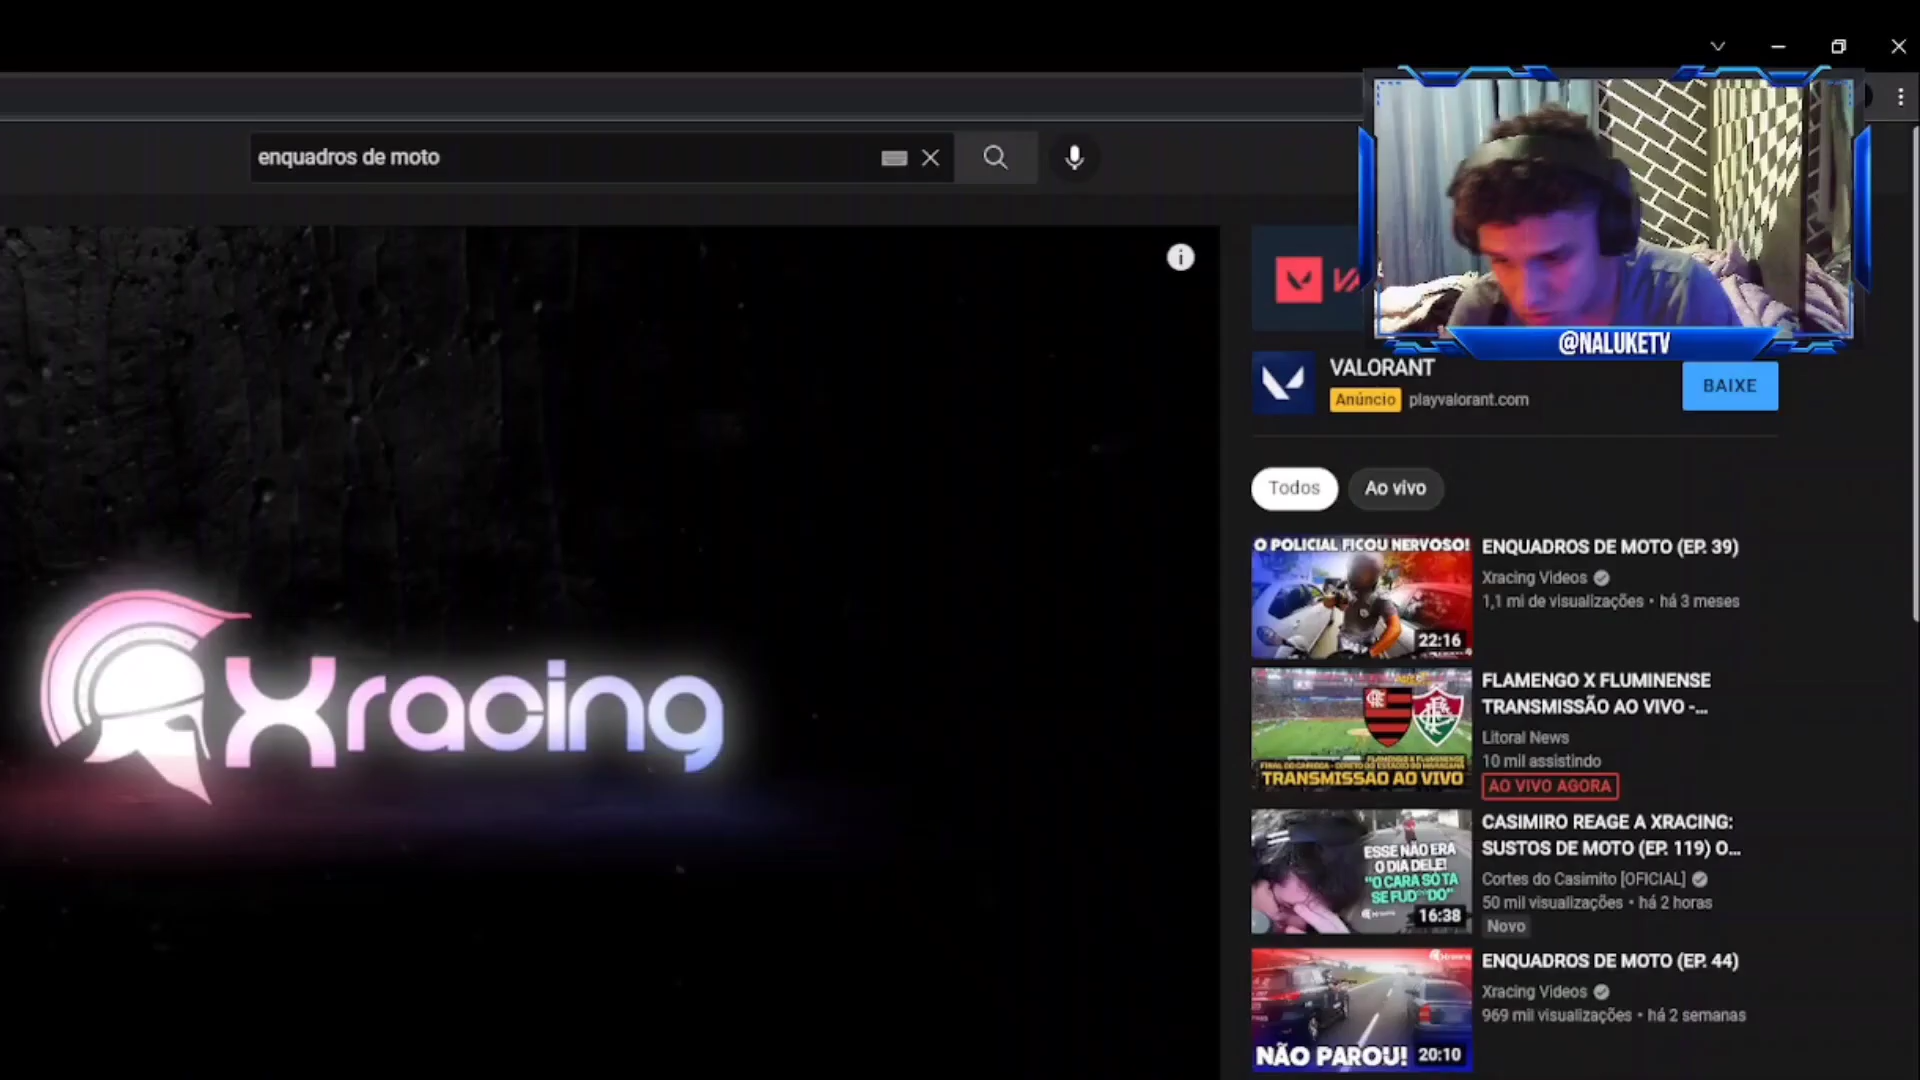 enquadros de moto
@NALUKETV
VALORANT
BAIXE
Anúncio playvalorant.com
Todos
Ao vivo
O POLICIAL FICOU NERVOSO!
22:16
ENQUADROS DE MOTO (EP. 39)
Xracing Videos
1,1 mi de visualizações • há 3 meses
Xracing
TRANSMISSÃO AO VIVO
FLAMENGO X FLUMINENSE
TRANSMISSÃO AO VIVO -...
Litoral News
10 mil assistindo
AO VIVO AGORA
ESSE NÃO ERA
O DIA DELE!
"O CARA SÓ TA
SE FUD**DO"
16:38
CASIMIRO REAGE A XRACING:
SUSTOS DE MOTO (EP. 119) O...
Cortes do Casimito [OFICIAL]
50 mil visualizações • há 2 horas
Novo
Xracing
NÃO PAROU!
20:10
ENQUADROS DE MOTO (EP. 44)
Xracing Videos
969 mil visualizações • há 2 semanas